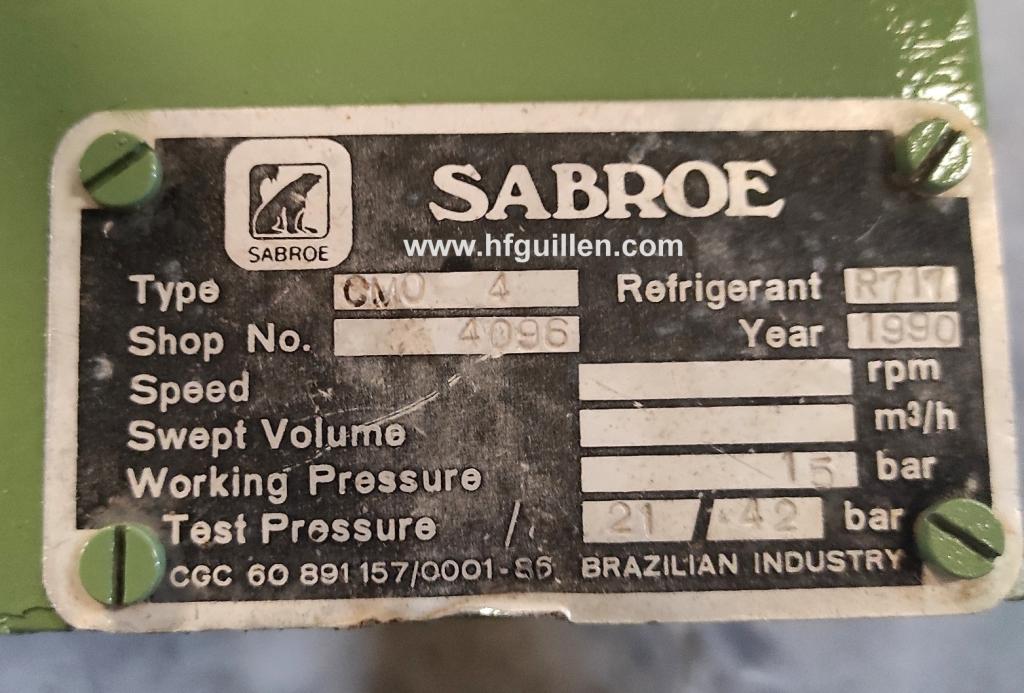 SABROE
SABROE
www.hfguillen.com
Type CMO 4 Refrigerant R717
Shop No. 4096 Year 1990
Speed rpm
Swept Volume m³/h
Working Pressure 15 bar
Test Pressure 21 / 42 bar
CGC 60 891 157/0001-86 BRAZILIAN INDUSTRY